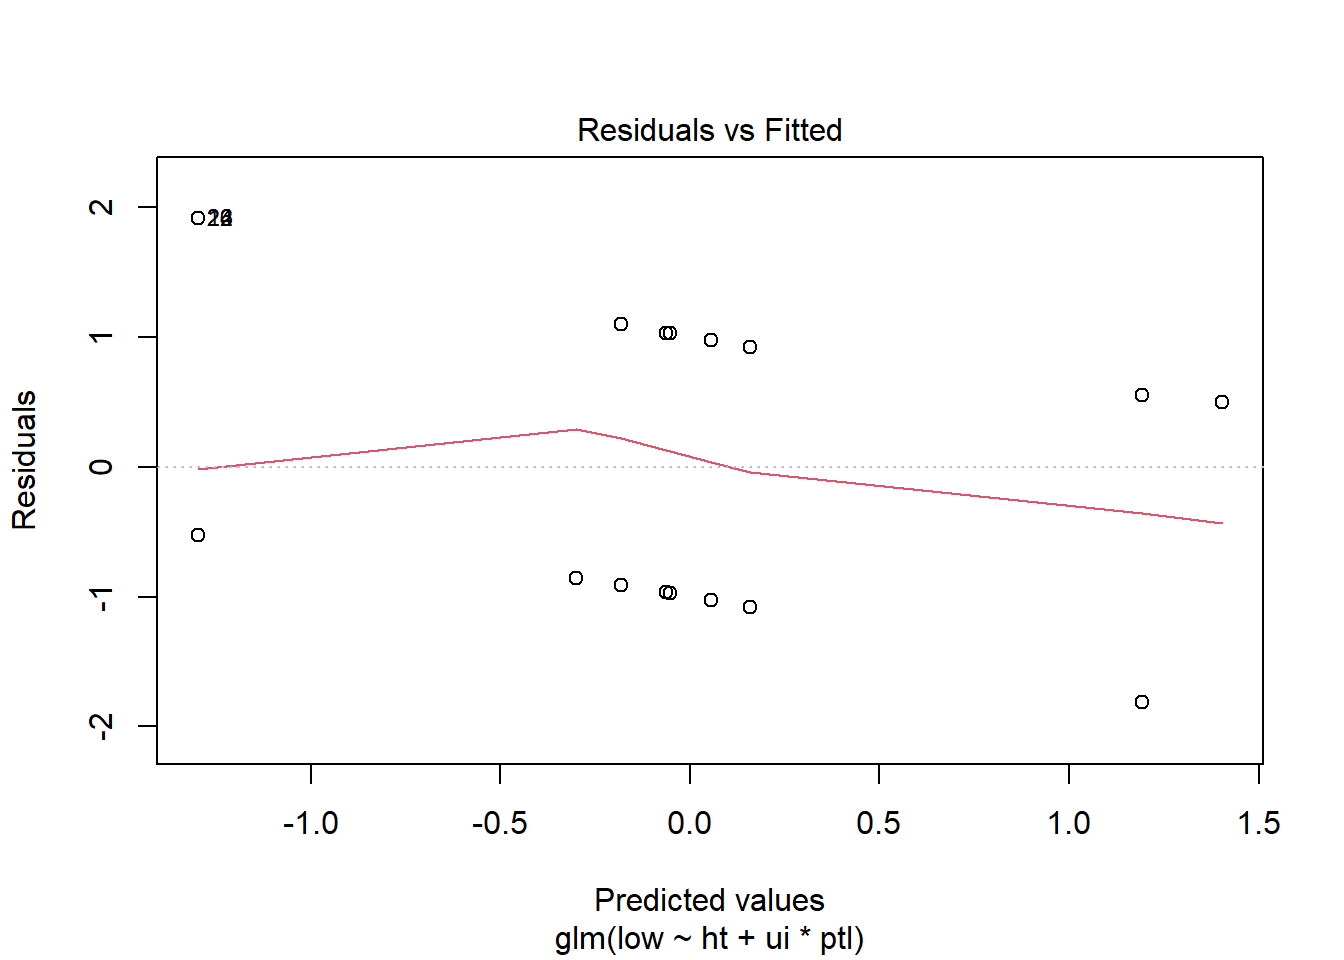 Residuals vs Fitted
Residuals
2
1
0
-1
-2
-1.0 -0.5 0.0 0.5 1.0 1.5
Predicted values
glm(low ~ ht + ui * ptl)